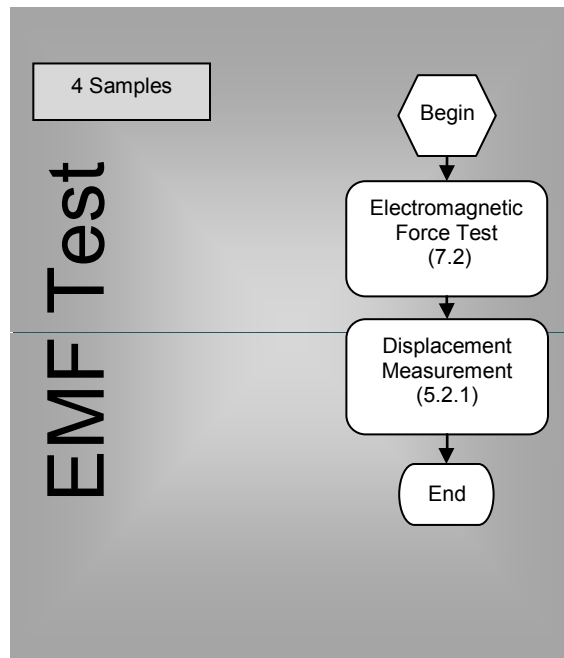 4 Samples
EMF Test
Begin
Electromagnetic
Force Test
(7.2)
Displacement
Measurement
(5.2.1)
End